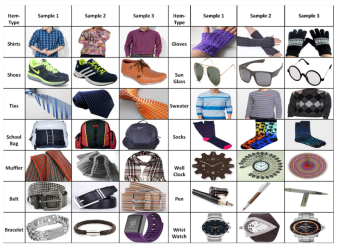 Item-Type Sample 1 Sample 2 Sample 3 Item-Type Sample 1 Sample 2 Sample 3
Shirts Gloves
Shoes Sun Glass
Ties Sweater
School Bag Socks
Muffler Wall Clock
Belt Pen
Bracelet Wrist Watch